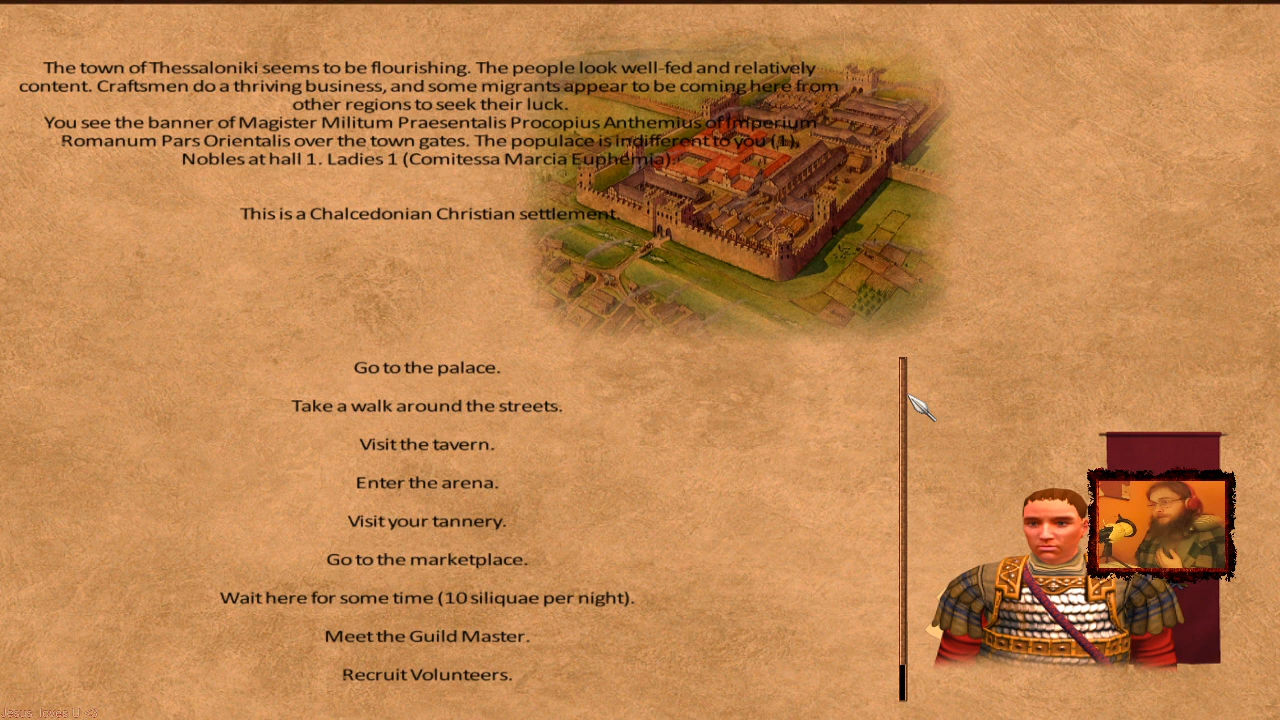 The town of Thessaloniki seems to be flourishing. The people look well-fed and relatively
content. Craftsmen do a thriving business, and some migrants appear to be coming here from
other regions to seek their luck.
You see the banner of Magister Militum Praesentalis Procopius Anthemius of Imperium
Romanum Pars Orientalis over the town gates. The populace is indifferent to you (1).
Nobles at hall 1. Ladies 1 (Comitessa Marcia Euphemia).
This is a Chalcedonian Christian settlement.
Go to the palace.
Take a walk around the streets.
Visit the tavern.
Enter the arena.
Visit your tannery.
Go to the marketplace.
Wait here for some time (10 siliquae per night).
Meet the Guild Master.
Recruit Volunteers.
Jesus loves U <3